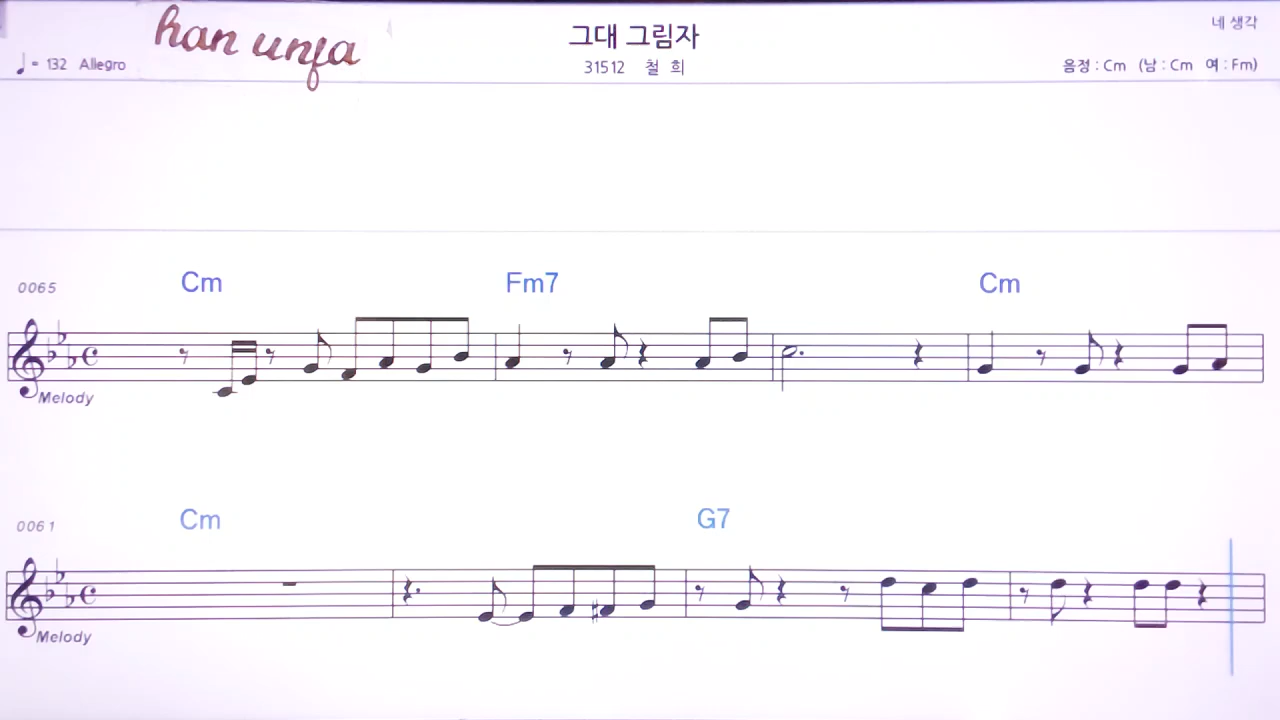 han unfa
그대 그림자
네 생각
♩= 132 Allegro
31512 철 희
음정 : Cm (남 : Cm 여 : Fm)
Cm Fm7 Cm
0065
Melody
Cm G7
0061
Melody